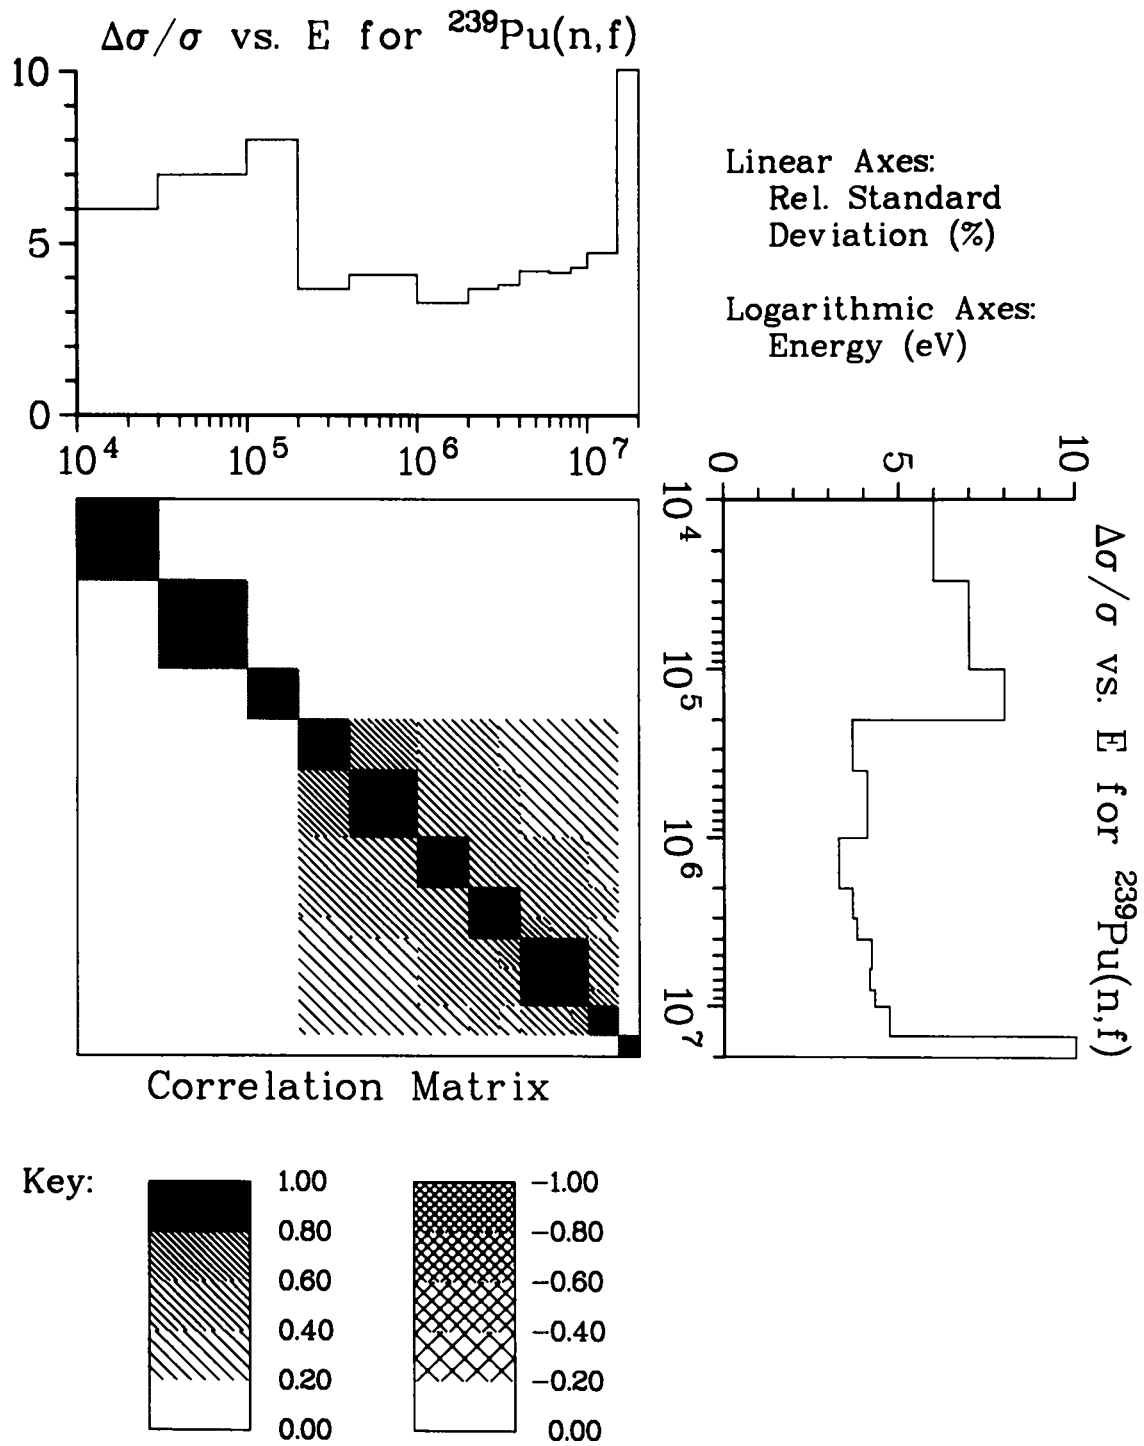 Δσ/σ vs. E for ²³⁹Pu(n,f)
10
5
0
10⁴ 10⁵ 10⁶ 10⁷
Linear Axes:
Rel. Standard
Deviation (%)
Logarithmic Axes:
Energy (eV)
0 5 10
10⁴ 10⁵ 10⁶ 10⁷
Δσ/σ vs. E for ²³⁹Pu(n,f)
Correlation Matrix
Key:
1.00
0.80
0.60
0.40
0.20
0.00
-1.00
-0.80
-0.60
-0.40
-0.20
0.00